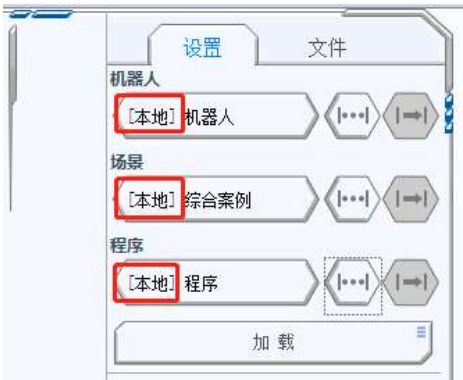 设置 文件
机器人
[本地] 机器人
场景
[本地] 综合案例
程序
[本地] 程序
加 载